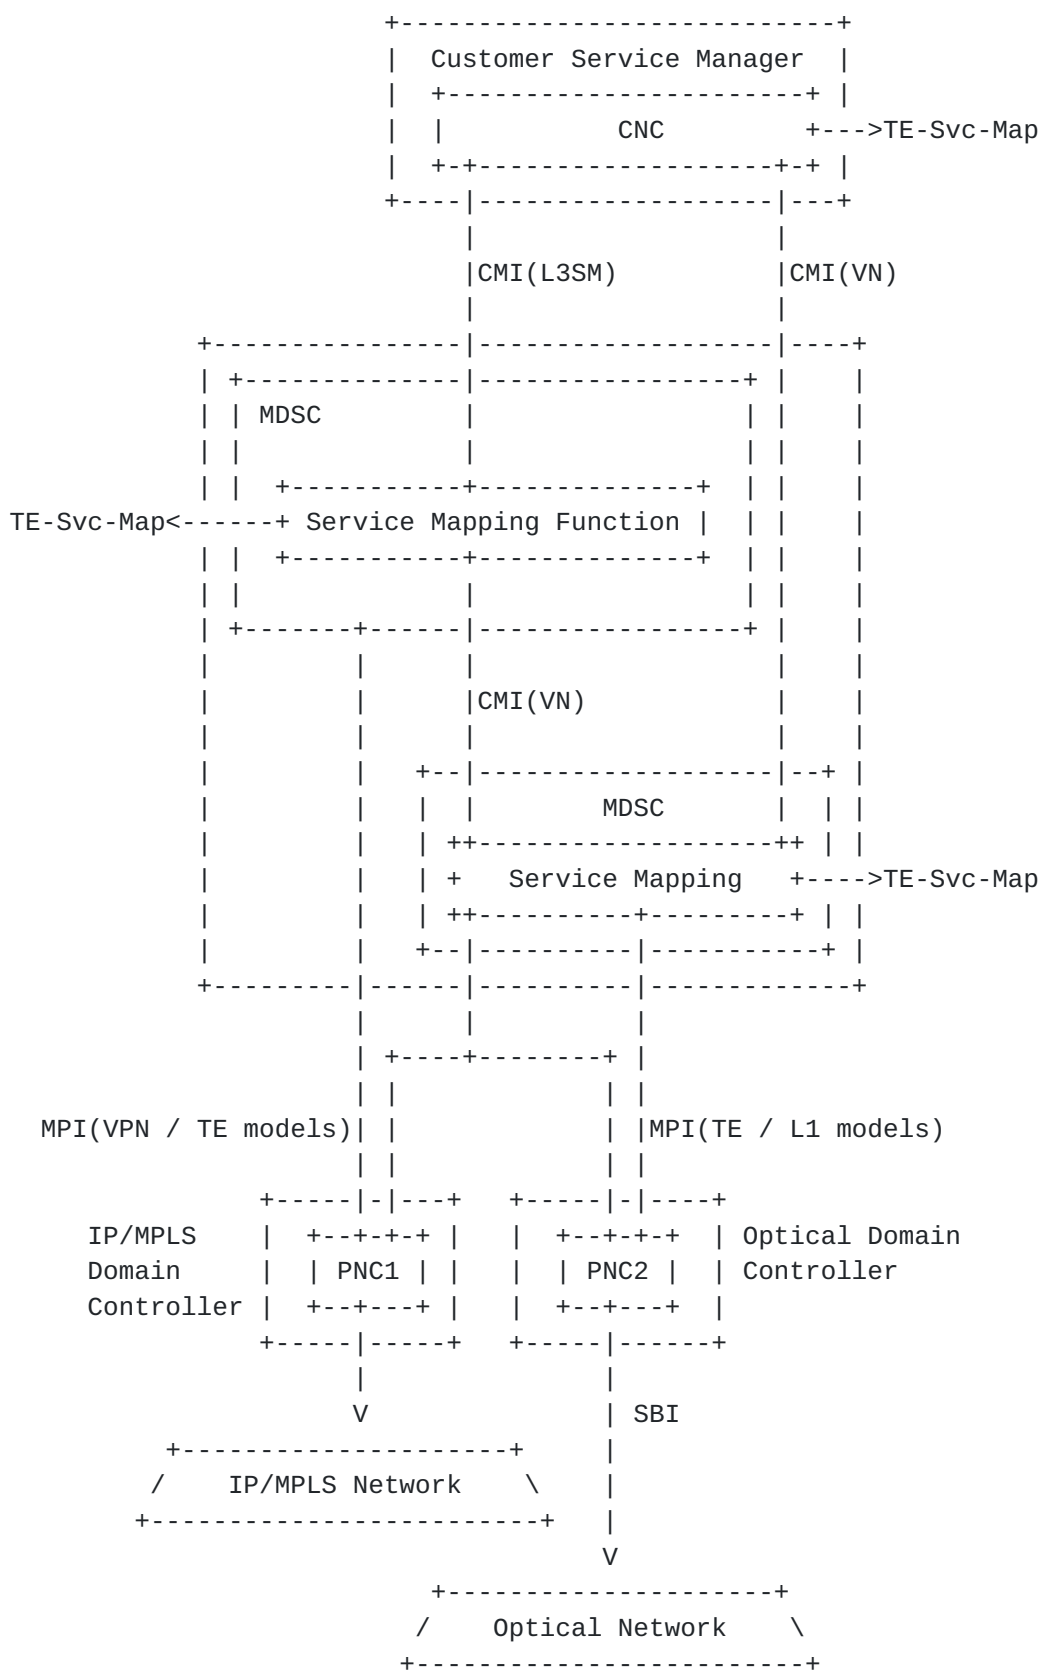 Customer Service Manager
CNC
TE-Svc-Map
CMI(L3SM) CMI(VN)
MDSC
TE-Svc-Map Service Mapping Function
CMI(VN)
MDSC
Service Mapping TE-Svc-Map
MPI(VPN / TE models) MPI(TE / L1 models)
IP/MPLS Optical Domain
Domain PNC1 PNC2 Controller
Controller
V SBI
IP/MPLS Network
V
Optical Network